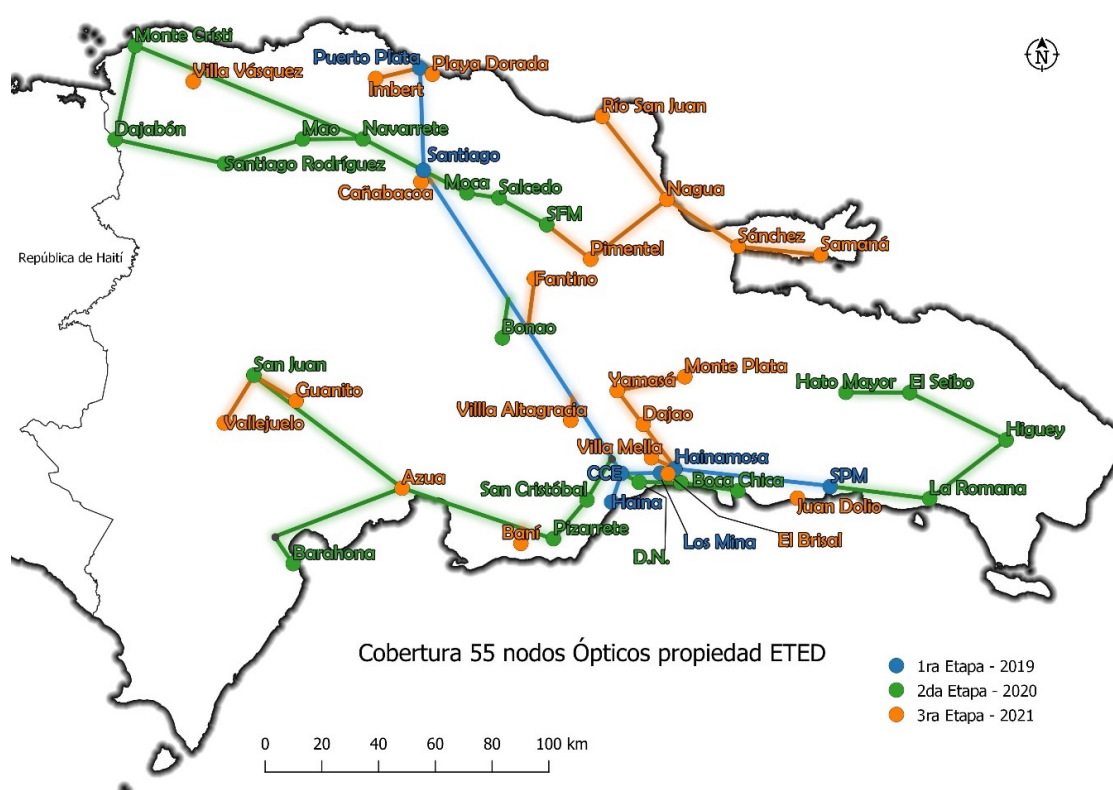 Monte Cristi
Puerto Plata
Playa Dorada
Villa Vásquez
Imbert
N
Río San Juan
Dajabón
Mao
Navarrete
Santiago Rodríguez
Santiago
Cañabacoa
Moca
Salcedo
Nagua
SFM
Pimentel
Sánchez
Samaná
República de Haití
Fantino
Bonao
San Juan
Guanito
Vallejuelo
Monte Plata
Yamasá
Hato Mayor
El Seibo
Villla Altagracia
Dajao
Villa Mella
Higuey
Hainamosa
CCE
Azua
San Cristóbal
Haina
Boca Chica
SPM
La Romana
Juan Dolio
Baní
Pizarrete
Barahona
D.N.
Los Mina
El Brisal
Cobertura 55 nodos Ópticos propiedad ETED
1ra Etapa - 2019
2da Etapa - 2020
3ra Etapa - 2021
0 20 40 60 80 100 km